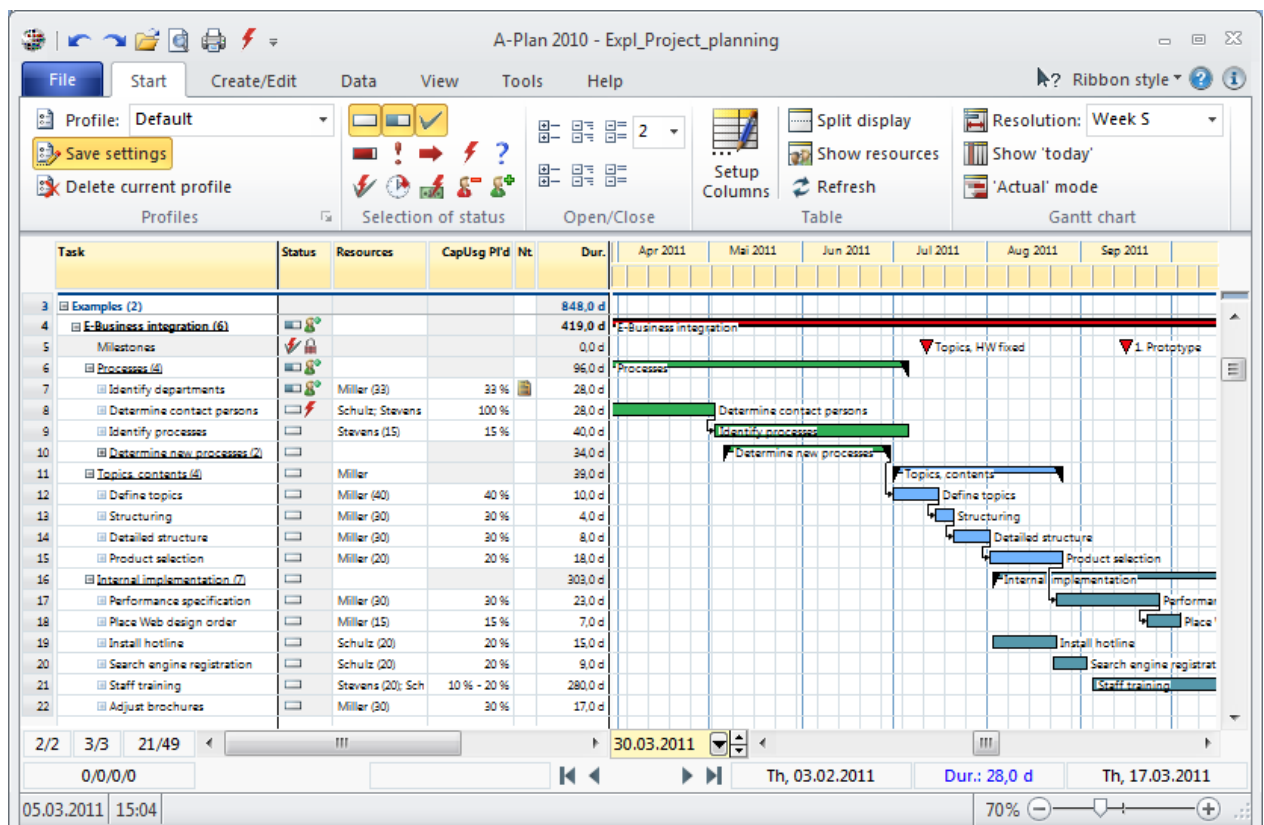 A-Plan 2010 - Expl_Project_planning
File Start Create/Edit Data View Tools Help Ribbon style
Profile: Default
Save settings
Delete current profile
Profiles
Selection of status
2
Open/Close
Setup Columns
Split display
Show resources
Refresh
Table
Resolution: Week S
Show 'today'
'Actual' mode
Gantt chart
Task Status Resources CapUsg Pl'd Nt Dur. Apr 2011 Mai 2011 Jun 2011 Jul 2011 Aug 2011 Sep 2011
3 Examples (2) 848,0 d
4 E-Business integration (6) 419,0 d E-Business integration
5 Milestones 0,0 d Topics, HW fixed 1. Prototype
6 Processes (4) 96,0 d Processes
7 Identify departments Miller (33) 33 % 28,0 d
8 Determine contact persons Schulz; Stevens 100 % 28,0 d Determine contact persons
9 Identify processes Stevens (15) 15 % 40,0 d Identify processes
10 Determine new processes (2) 34,0 d Determine new processes
11 Topics, contents (4) Miller 39,0 d Topics, contents
12 Define topics Miller (40) 40 % 10,0 d Define topics
13 Structuring Miller (30) 30 % 4,0 d Structuring
14 Detailed structure Miller (30) 30 % 8,0 d Detailed structure
15 Product selection Miller (20) 20 % 18,0 d Product selection
16 Internal implementation (7) 303,0 d Internal implementation
17 Performance specification Miller (30) 30 % 23,0 d Performan
18 Place Web design order Miller (15) 15 % 7,0 d Place
19 Install hotline Schulz (20) 20 % 15,0 d Install hotline
20 Search engine registration Schulz (20) 20 % 9,0 d Search engine registrat
21 Staff training Stevens (20); Sch 10 % - 20 % 280,0 d Staff training
22 Adjust brochures Miller (30) 30 % 17,0 d
2/2 3/3 21/49 30.03.2011
0/0/0/0 Th, 03.02.2011 Dur.: 28,0 d Th, 17.03.2011
05.03.2011 15:04 70%